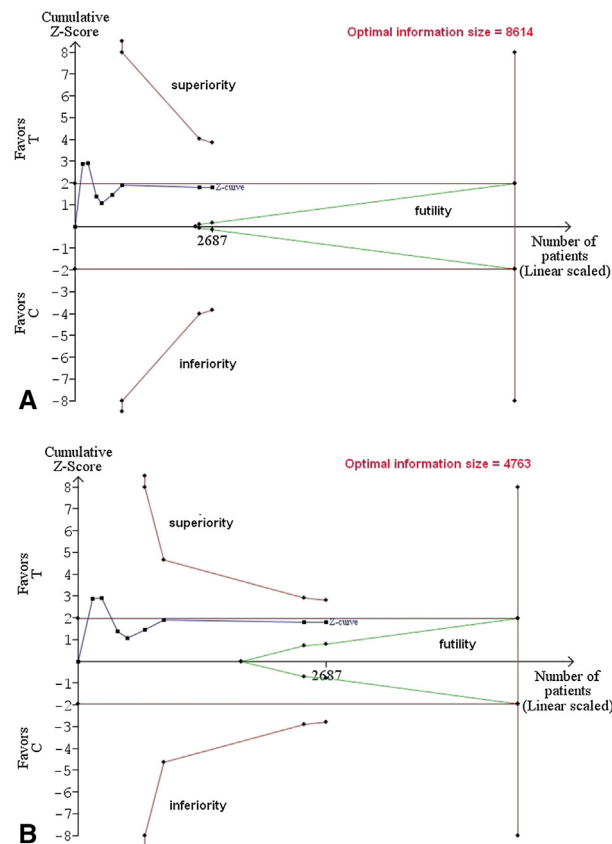 Cumulative
Z-Score
Optimal information size = 8614
8
7
6
5
4
3
2
1
-1
-2
-3
-4
-5
-6
-7
-8
Favors
T
Favors
C
superiority
Z-curve
futility
2687
Number of
patients
(Linear scaled)
inferiority
A
Cumulative
Z-Score
Optimal information size = 4763
8
7
6
5
4
3
2
1
-1
-2
-3
-4
-5
-6
-7
-8
Favors
T
Favors
C
superiority
Z-curve
futility
2687
Number of
patients
(Linear scaled)
inferiority
B